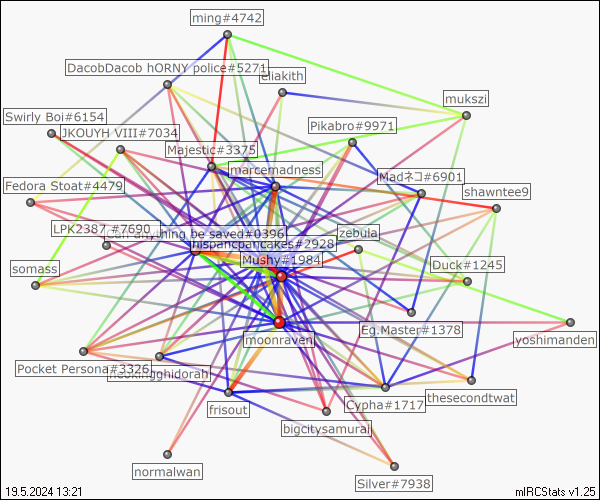 ming#4742
DacobDacob hORNY police#5271
eliakith
mukszi
Swirly Boi#6154
JKOUYH VIII#7034
Pikabro#9971
Majestic#3375
marcemadness
Madネコ#6901
Fedora Stoat#4479
shawntee9
LPK2387 #7690
Can anything be saved#0396
zebula
hispancpancakes#2928
Mushy#1984
somass
Duck#1245
Eg.Master#1378
moonraven
yoshimanden
Pocket Persona#3326
frisout
Cypha#1717
thesecondtwat
bigcitysamurai
normalwan
Silver#7938
19.5.2024 13:21
mIRCStats v1.25